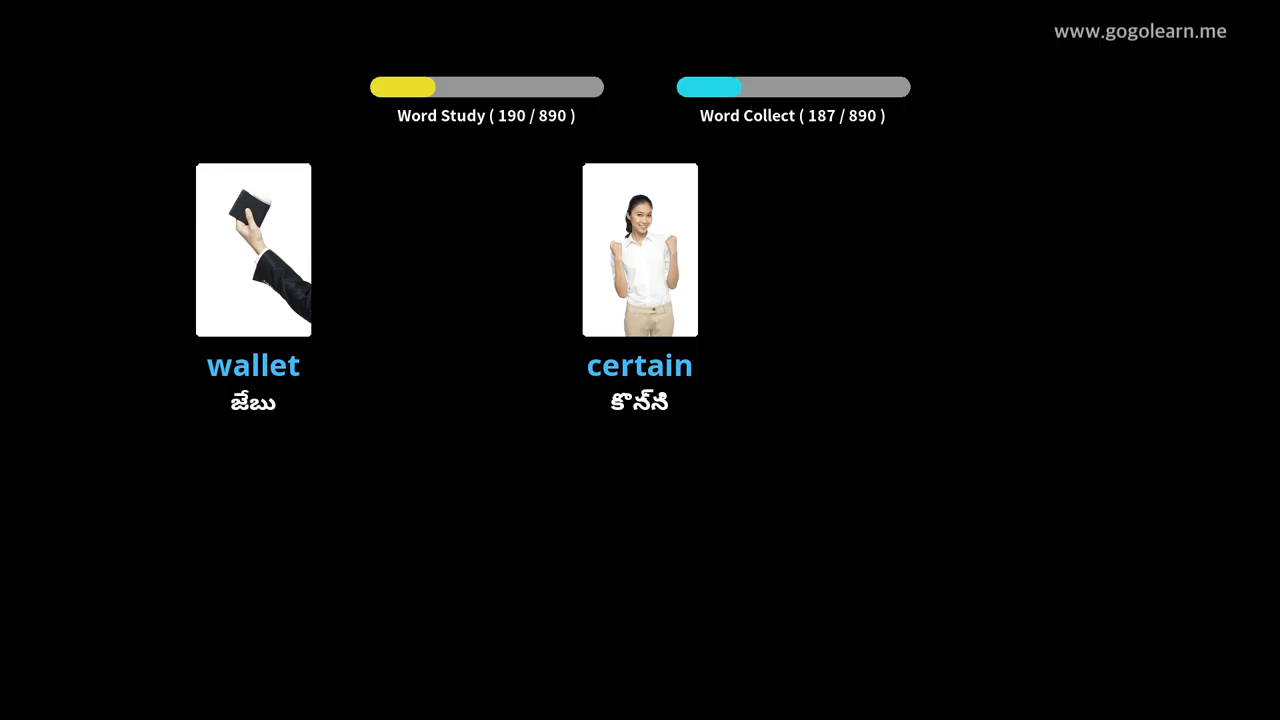 www.gogolearn.me
Word Study ( 190 / 890 )
Word Collect ( 187 / 890 )
wallet
certain
జేబు
కొన్‌ని